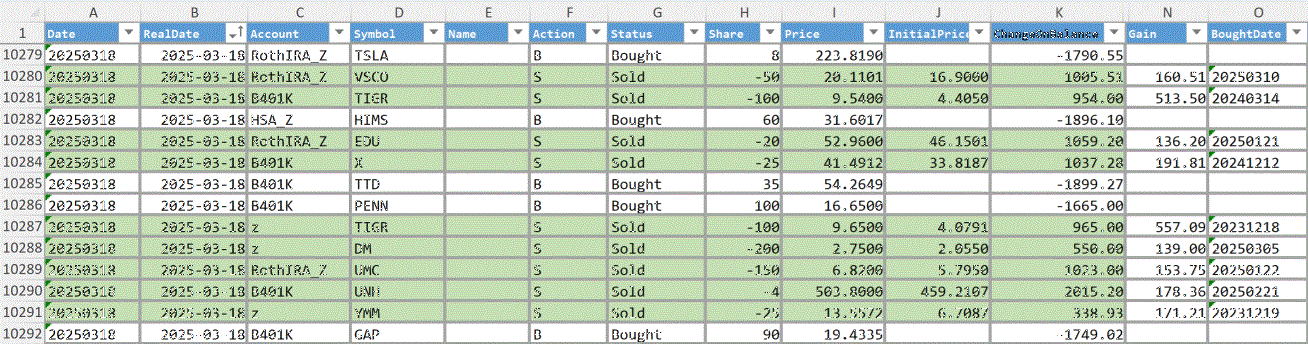 A B C D E F G H I J K N O
1 Date RealDate Account Symbol Name Action Status Share Price InitialPrice ChangeOnBalance Gain BoughtDate
10279 20250318 2025-03-18 RothIRA_Z TSLA B Bought 8 223.8190 -1790.55
10280 20250318 2025-03-18 RothIRA_Z VSCO S Sold -50 20.1101 16.9000 1005.51 160.51 20250310
10281 20250318 2025-03-18 B401K TIGR S Sold -100 9.5400 4.4050 954.00 513.50 20240314
10282 20250318 2025-03-18 HSA_Z HIMS B Bought 60 31.6017 -1896.10
10283 20250318 2025-03-18 RothIRA_Z EDU S Sold -20 52.9600 46.1501 1059.20 136.20 20250121
10284 20250318 2025-03-18 B401K X S Sold -25 41.4912 33.8187 1037.28 191.81 20241212
10285 20250318 2025-03-18 B401K TTD B Bought 35 54.2649 -1899.27
10286 20250318 2025-03-18 B401K PENN B Bought 100 16.6500 -1665.00
10287 20250318 2025-03-18 z TIGR S Sold -100 9.6500 4.0791 965.00 557.09 20231218
10288 20250318 2025-03-18 z DM S Sold -200 2.7500 2.0550 550.00 139.00 20250305
10289 20250318 2025-03-18 RothIRA_Z UMC S Sold -150 6.8200 5.7950 1023.00 153.75 20250122
10290 20250318 2025-03-18 B401K UNH S Sold -4 503.8000 459.2107 2015.20 178.36 20250221
10291 20250318 2025-03-18 z YMM S Sold -25 13.5572 6.7087 338.93 171.21 20231219
10292 20250318 2025-03-18 B401K GAP B Bought 90 19.4335 -1749.02